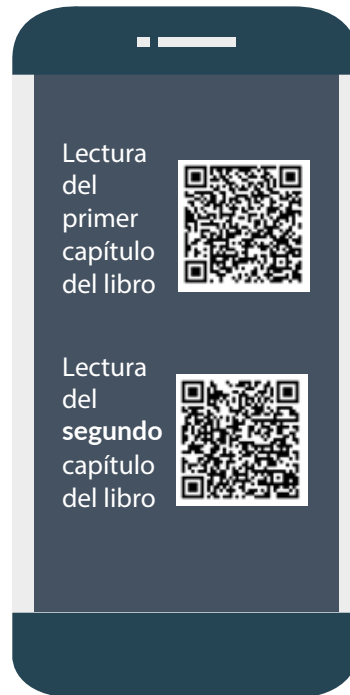 Lectura
del
primer
capítulo
del libro
Lectura
del
segundo
capítulo
del libro